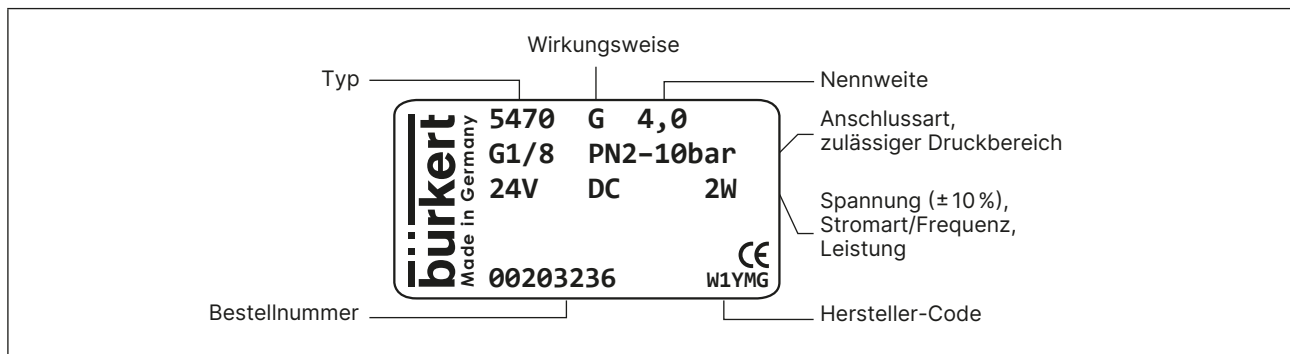 Wirkungsweise
Typ
Nennweite
bürkert
Made in Germany
5470 G 4,0
G1/8 PN2-10bar
24V DC 2W
CE
00203236 W1YMG
Anschlussart,
zulässiger Druckbereich
Spannung (±10%),
Stromart/Frequenz,
Leistung
Bestellnummer
Hersteller-Code